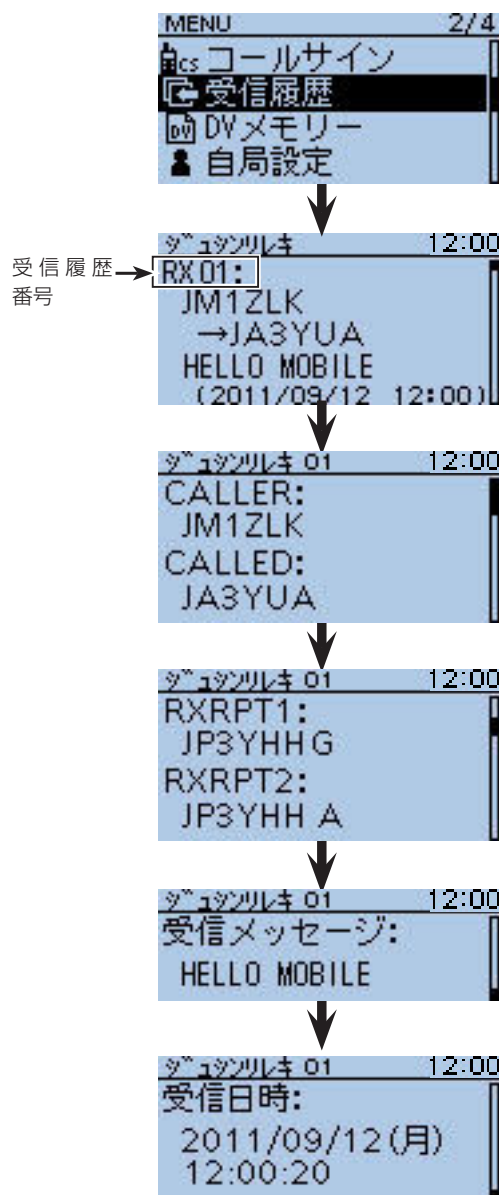 MENU 2/4
CS コールサイン
受信履歴
DV DVメモリー
自局設定
ジュシンリレキ 12:00
受信履歴
番号
RX01:
JM1ZLK
→JA3YUA
HELLO MOBILE
(2011/09/12 12:00)
ジュシンリレキ 01 12:00
CALLER:
JM1ZLK
CALLED:
JA3YUA
ジュシンリレキ 01 12:00
RXRPT1:
JP3YHH G
RXRPT2:
JP3YHH A
ジュシンリレキ 01 12:00
受信メッセージ:
HELLO MOBILE
ジュシンリレキ 01 12:00
受信日時:
2011/09/12(月)
12:00:20